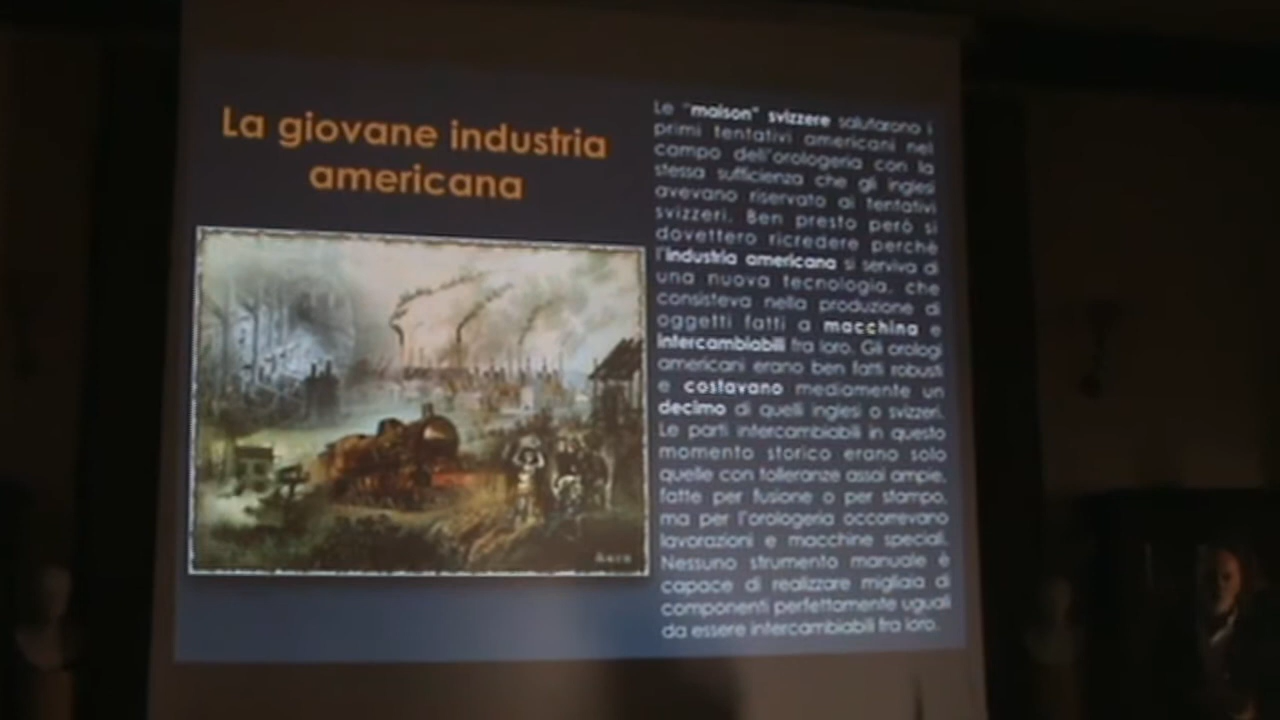 La giovane industria
americana
Le "maison" svizzere salutarono i
primi tentativi americani nel
campo dell'orologeria con la
stessa sufficienza che gli inglesi
avevano riservato ai tentativi
svizzeri. Ben presto però si
dovettero ricredere perchè
l'industria americana si serviva di
una nuova tecnologia, che
consisteva nella produzione di
oggetti fatti a macchina e
intercambiabili fra loro. Gli orologi
americani erano ben fatti robusti
e costavano mediamente un
decimo di quelli inglesi o svizzeri.
Le parti intercambiabili in questo
momento storico erano solo
quelle con tolleranze assai ampie,
fatte per fusione o per stampo,
ma per l'orologeria occorrevano
lavorazioni e macchine speciali.
Nessuno strumento manuale è
capace di realizzare migliaia di
componenti perfettamente uguali
da essere intercambiabili fra loro.